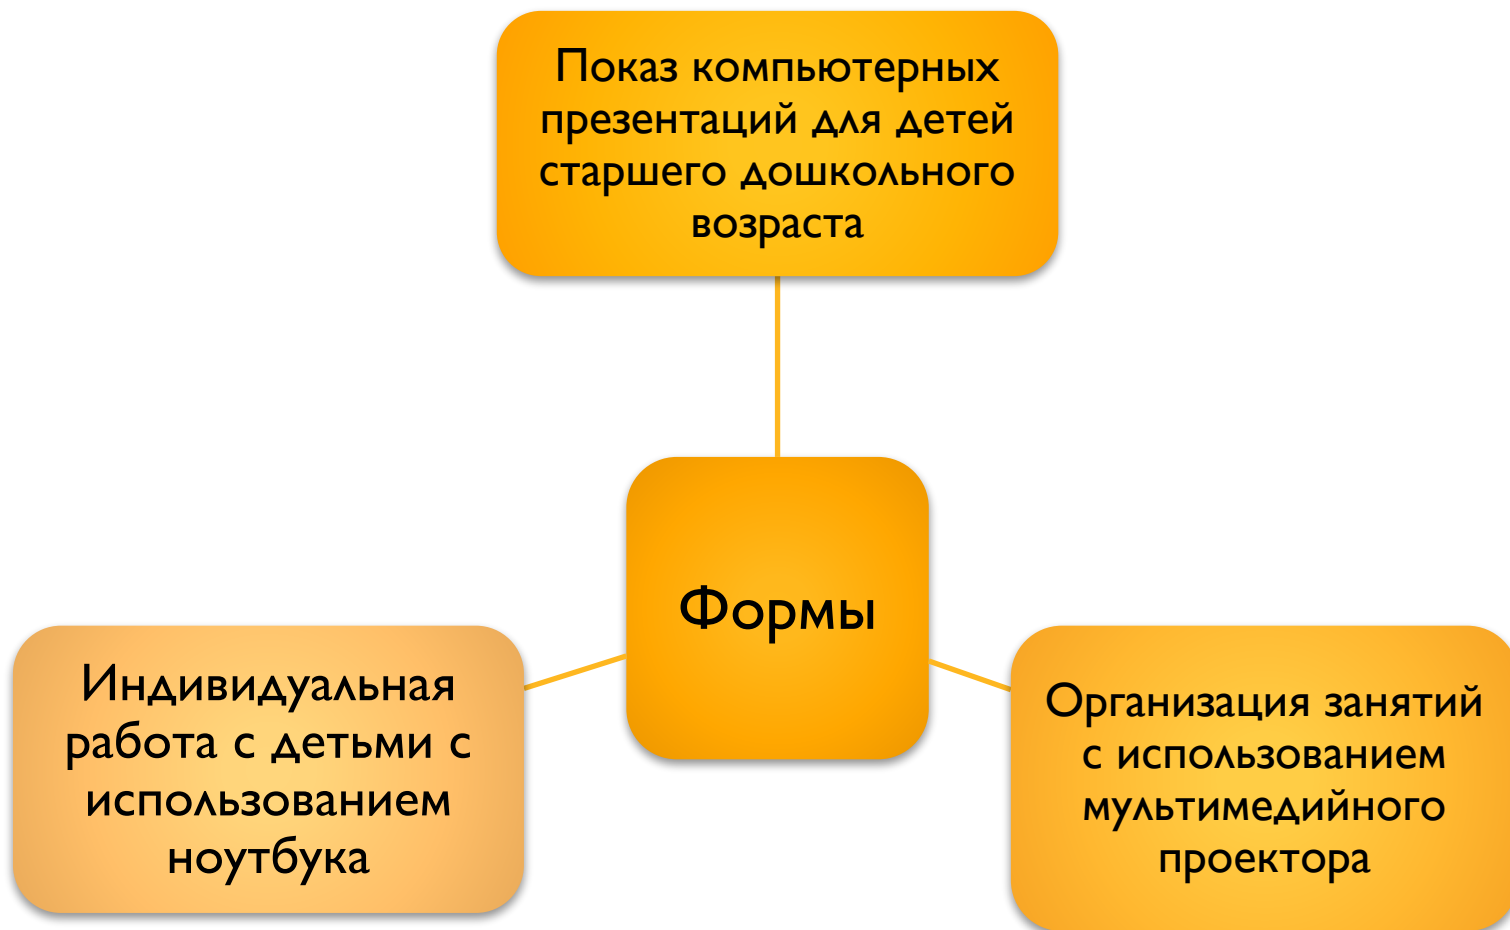 Показ компьютерных
презентаций для детей
старшего дошкольного
возраста
Формы
Индивидуальная
работа с детьми с
использованием
ноутбука
Организация занятий
с использованием
мультимедийного
проектора